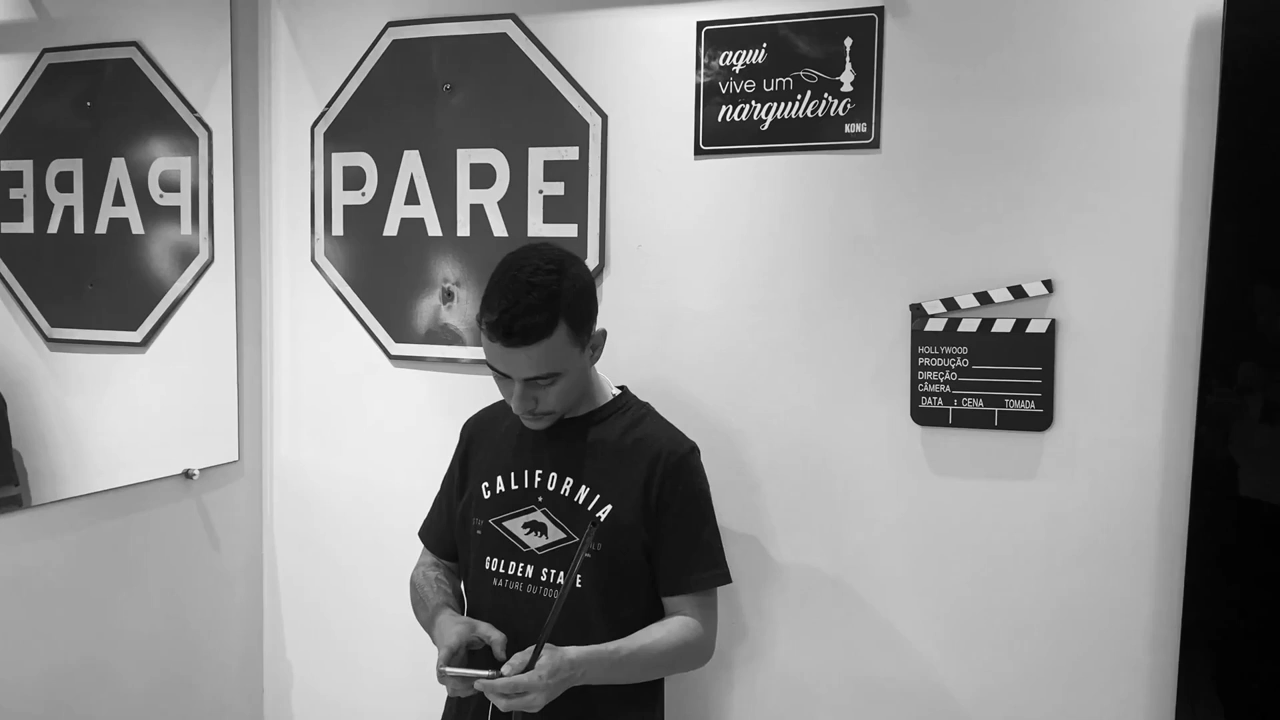 PARE
PARE
aqui
vive um
narguileiro
KONG
HOLLYWOOD
PRODUÇÃO
DIREÇÃO
CÂMERA
DATA : CENA TOMADA
CALIFORNIA
STAY
GOLDEN STATE
NATURE OUTDOO